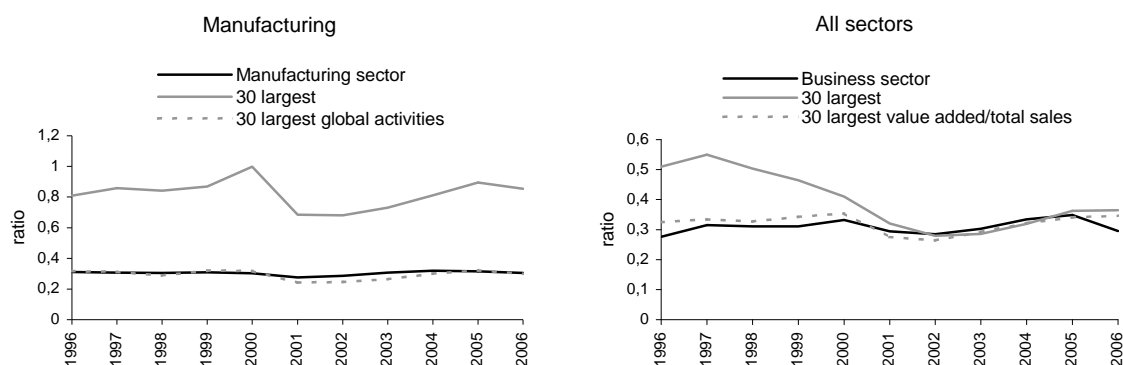 Manufacturing
Manufacturing sector
30 largest
30 largest global activities
1,2
1
0,8
0,6
0,4
0,2
0
ratio
1996 1997 1998 1999 2000 2001 2002 2003 2004 2005 2006
All sectors
Business sector
30 largest
30 largest value added/total sales
0,6
0,5
0,4
0,3
0,2
0,1
0
ratio
1996 1997 1998 1999 2000 2001 2002 2003 2004 2005 2006